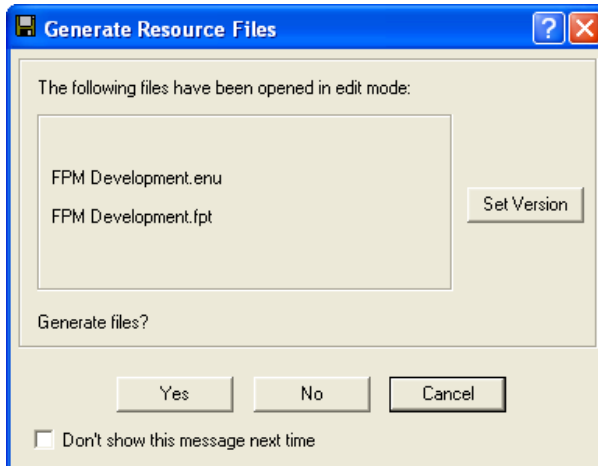 Generate Resource Files
The following files have been opened in edit mode:
FPM Development.enu
FPM Development.fpt
Set Version
Generate files?
Yes No Cancel
Don't show this message next time